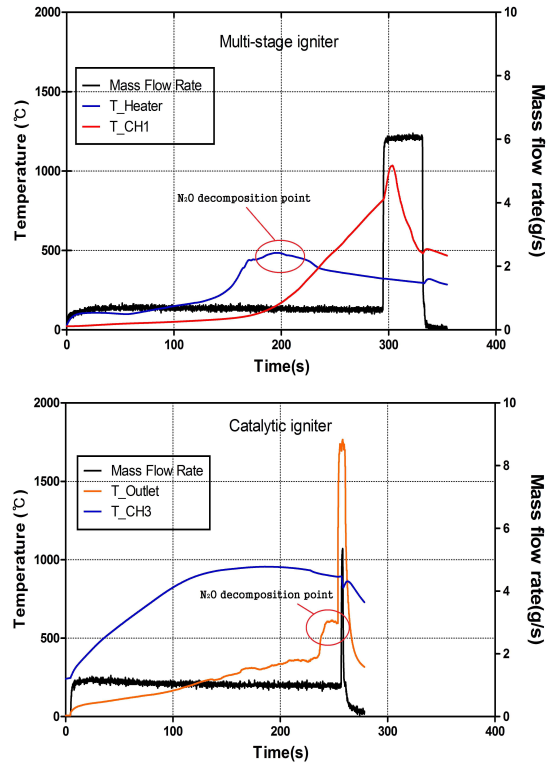 Multi-stage igniter
Mass Flow Rate
T_Heater
T_CH1
N2O decomposition point
Temperature (℃)
Mass flow rate(g/s)
2000
1500
1000
500
0
10
8
6
4
2
0
0
100
200
300
400
Time(s)
Catalytic igniter
Mass Flow Rate
T_Outlet
T_CH3
N2O decomposition point
Temperature (℃)
Mass flow rate(g/s)
2000
1500
1000
500
0
10
8
6
4
2
0
0
100
200
300
400
Time(s)